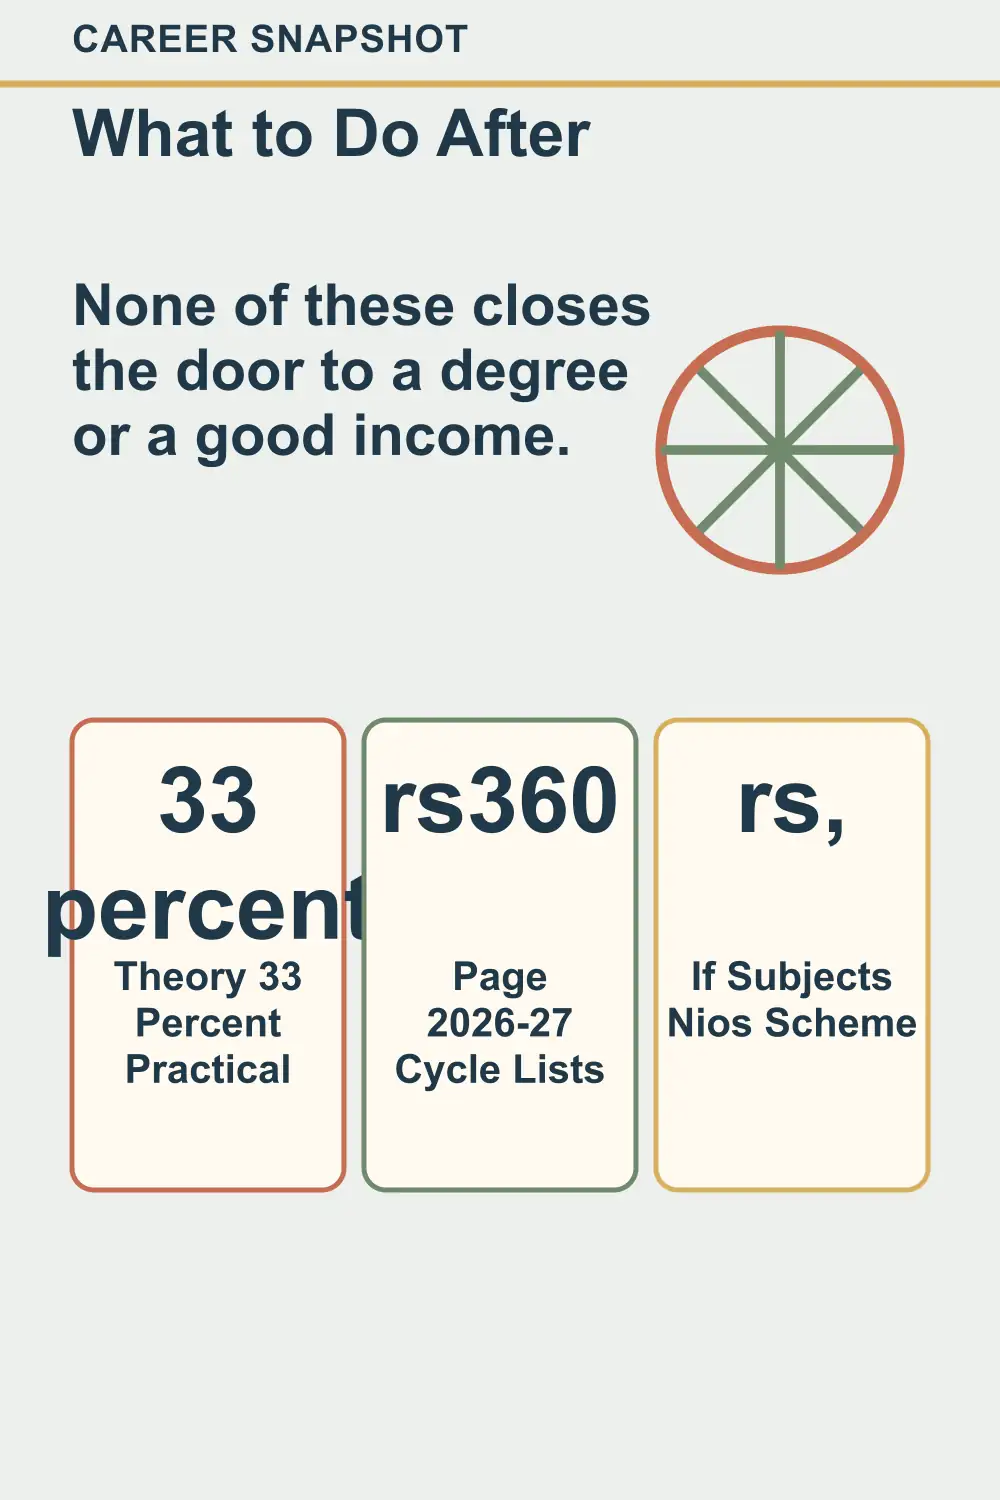 CAREER SNAPSHOT
What to Do After
None of these closes
the door to a degree
or a good income.
33
percent
Theory 33
Percent
Practical
rs360
Page
2026-27
Cycle Lists
rs,
If Subjects
Nios Scheme